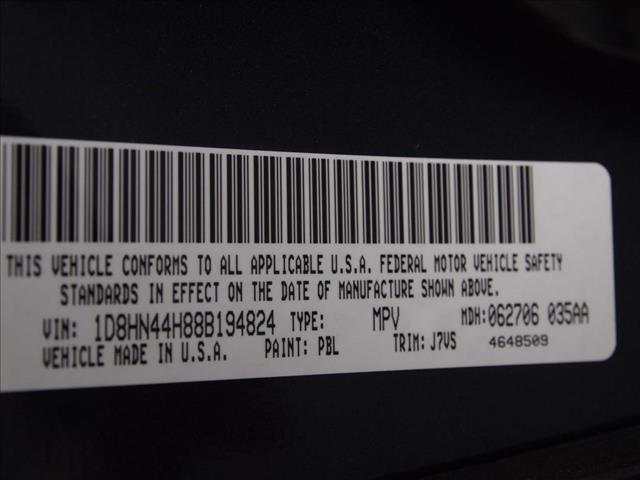 THIS VEHICLE CONFORMS TO ALL APPLICABLE U.S.A. FEDERAL MOTOR VEHICLE SAFETY
STANDARDS IN EFFECT ON THE DATE OF MANUFACTURE SHOWN ABOVE.
VIN: 1D8HN44H88B194824 TYPE: MPV MDH: 062706 035AA
VEHICLE MADE IN U.S.A. PAINT: PBL TRIM: J7VS 4648509